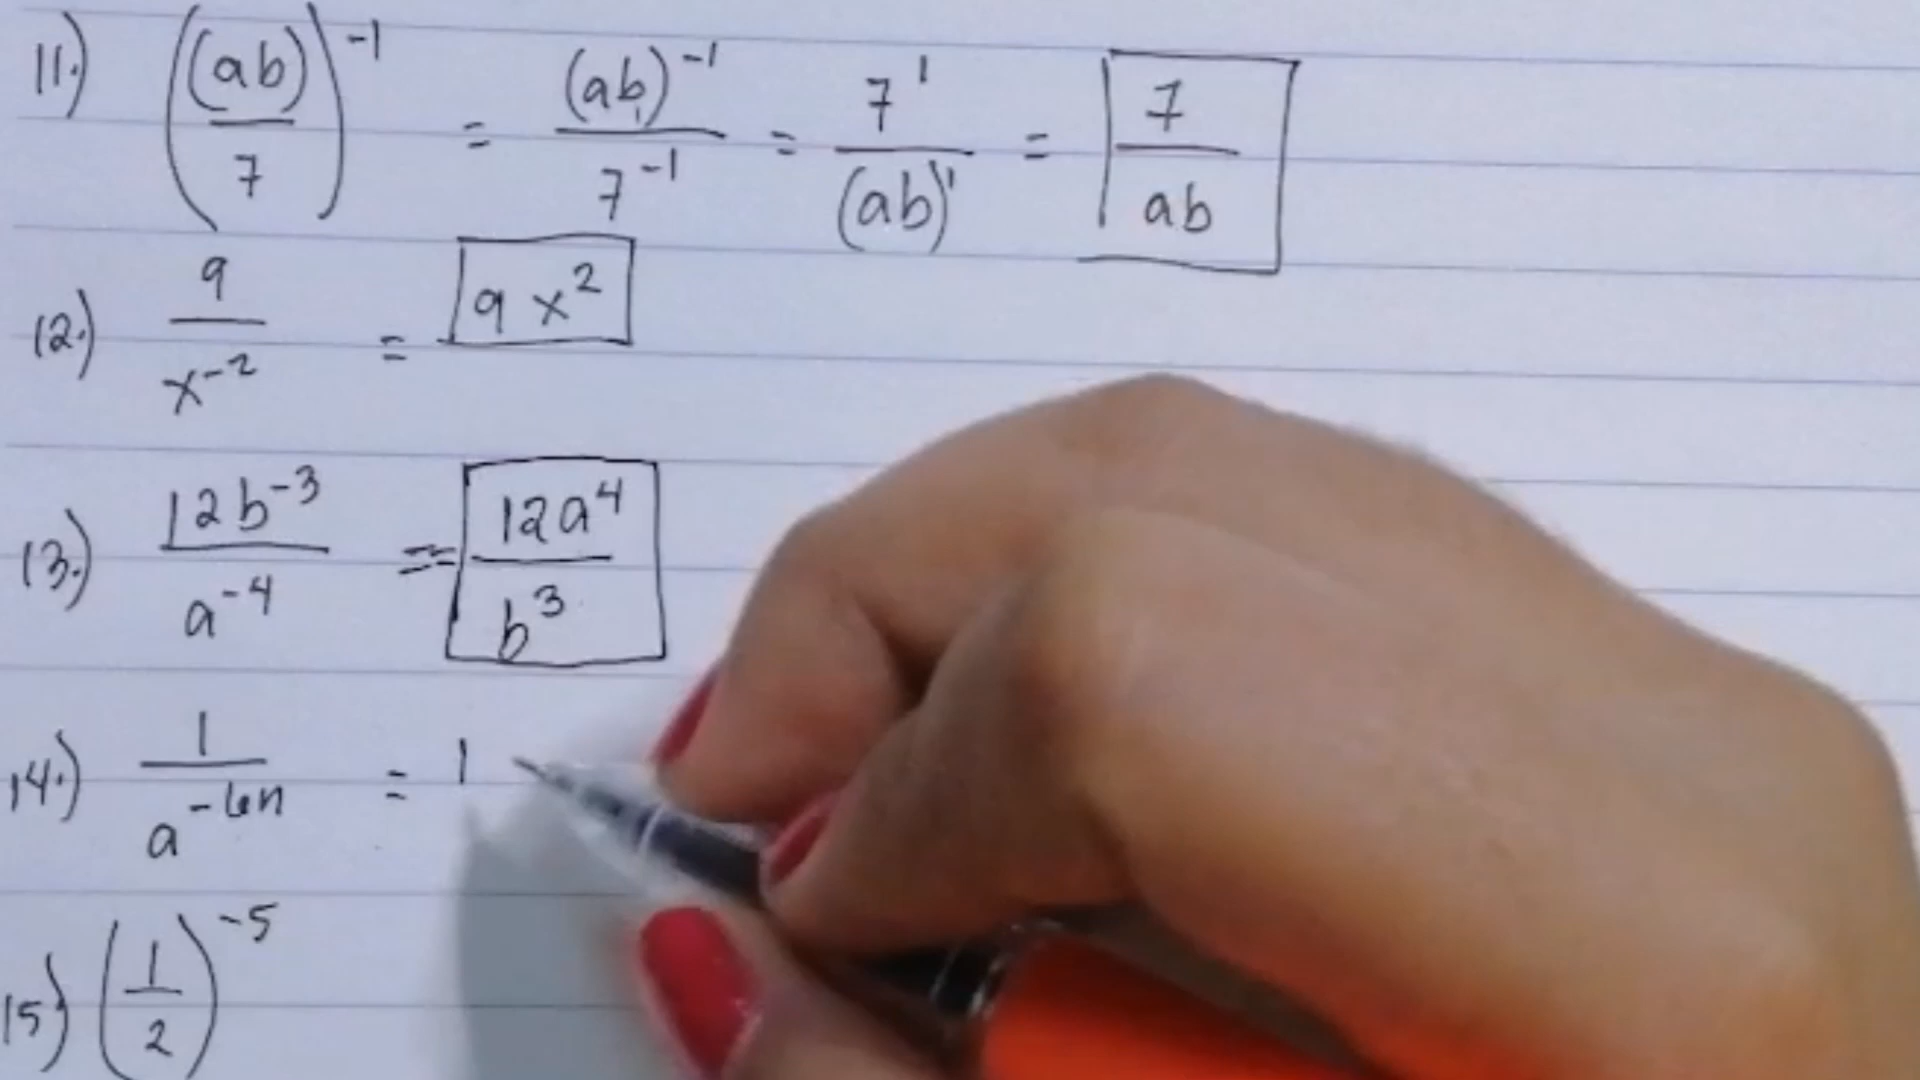 11.) ((ab)/7)^-1 = (ab)^-1/7^-1 = 7^1/(ab)^1 = 7/ab
12.) 9/x^-2 = 9x^2
13.) 12b^-3/a^-4 = 12a^4/b^3
14.) 1/a^-6n = 1
15) (1/2)^-5